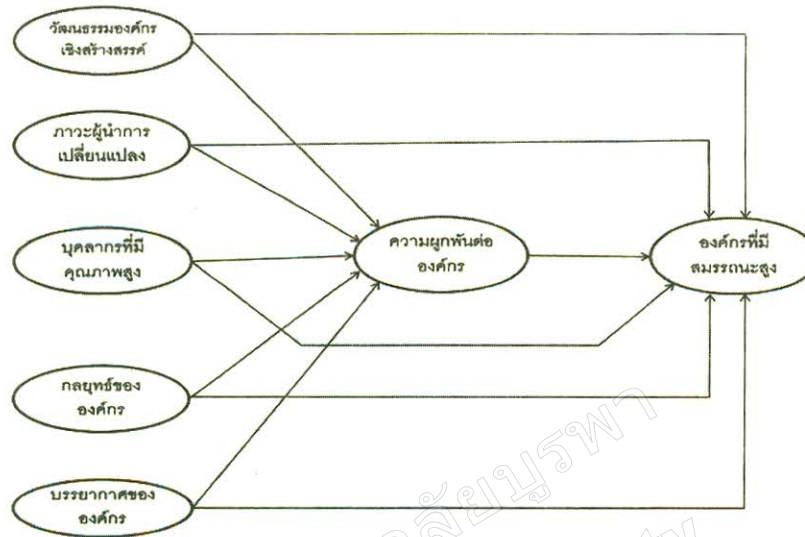 วัฒนธรรมองค์กร
เชิงสร้างสรรค์
ภาวะผู้นำการ
เปลี่ยนแปลง
บุคลากรที่มี
คุณภาพสูง
ความผูกพันต่อ
องค์กร
องค์กรที่มี
สมรรถนะสูง
กลยุทธ์ของ
องค์กร
บรรยากาศของ
องค์กร